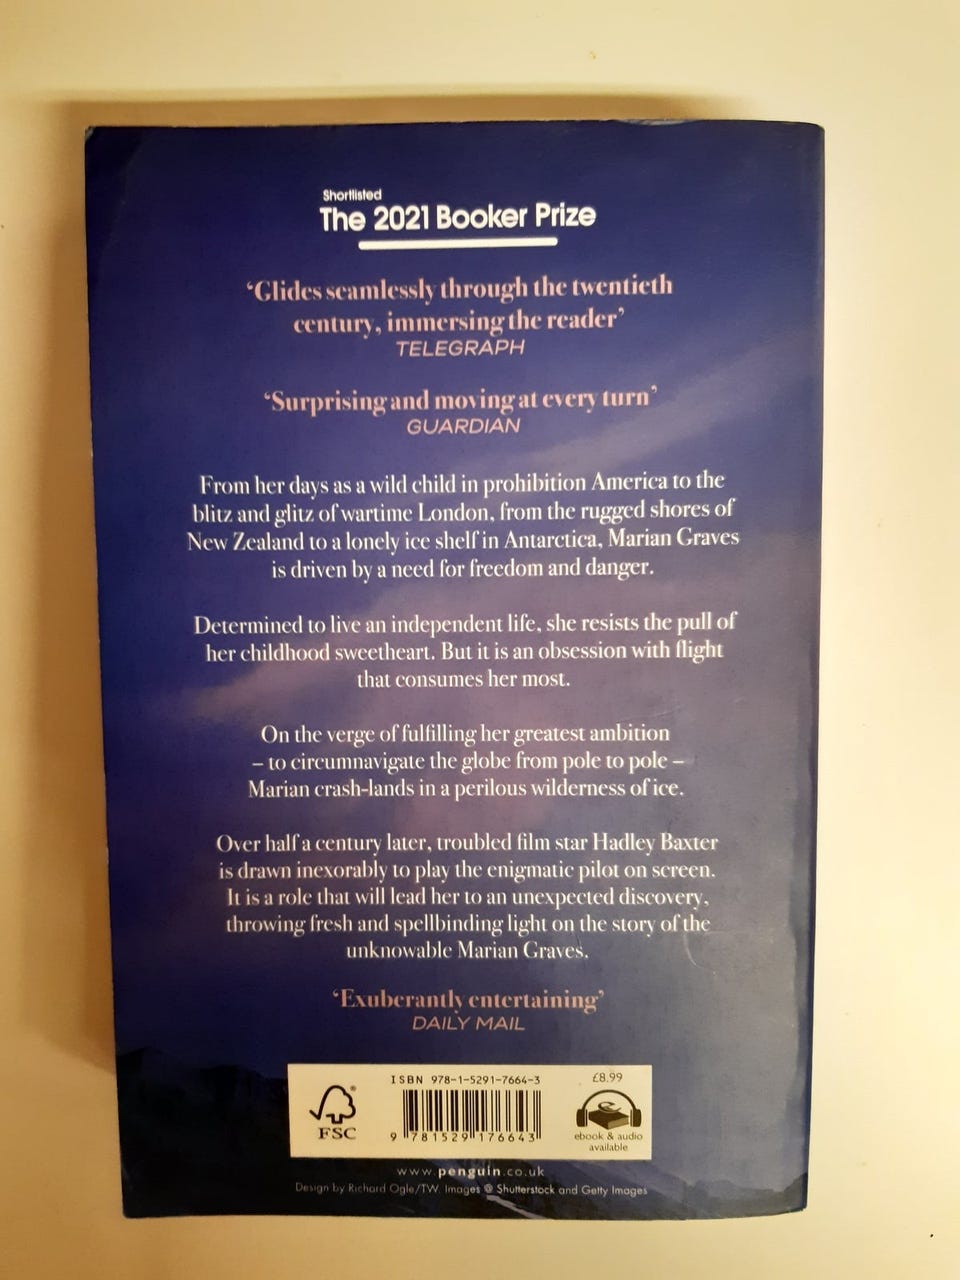 Shortlisted
The 2021 Booker Prize
‘Glides seamlessly through the twentieth
century, immersing the reader’
TELEGRAPH
‘Surprising and moving at every turn’
GUARDIAN
From her days as a wild child in prohibition America to the
blitz and glitz of wartime London, from the rugged shores of
New Zealand to a lonely ice shelf in Antarctica, Marian Graves
is driven by a need for freedom and danger.
Determined to live an independent life, she resists the pull of
her childhood sweetheart. But it is an obsession with flight
that consumes her most.
On the verge of fulfilling her greatest ambition
– to circumnavigate the globe from pole to pole –
Marian crash-lands in a perilous wilderness of ice.
Over half a century later, troubled film star Hadley Baxter
is drawn inexorably to play the enigmatic pilot on screen.
It is a role that will lead her to an unexpected discovery,
throwing fresh and spellbinding light on the story of the
unknowable Marian Graves.
‘Exuberantly entertaining’
DAILY MAIL
FSC®
ISBN 978-1-5291-7664-3
9 781529 176643
£8.99
e
ebook & audio
available
www.penguin.co.uk
Design by Richard Ogle/TW. Images @ Shutterstock and Getty Images